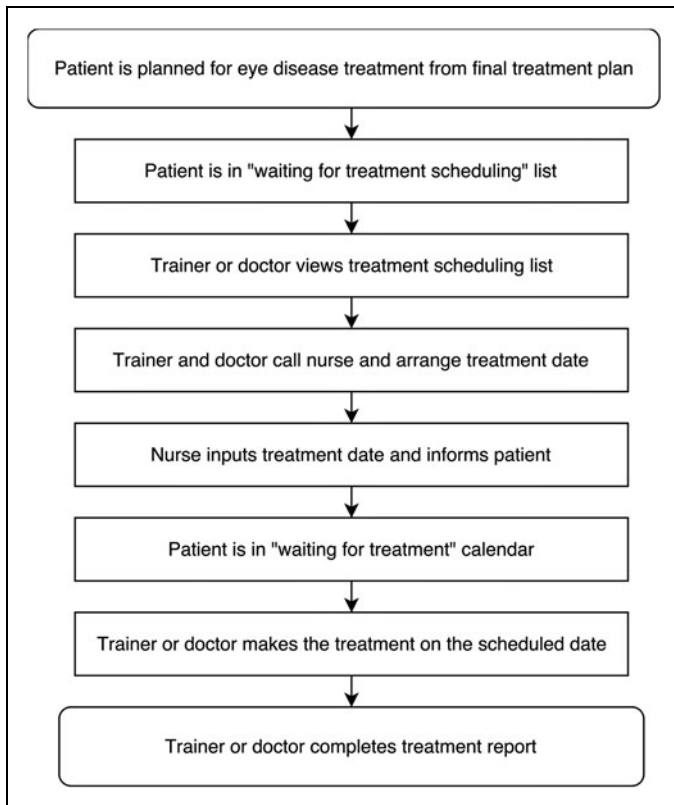 Patient is planned for eye disease treatment from final treatment plan
Patient is in "waiting for treatment scheduling" list
Trainer or doctor views treatment scheduling list
Trainer and doctor call nurse and arrange treatment date
Nurse inputs treatment date and informs patient
Patient is in "waiting for treatment" calendar
Trainer or doctor makes the treatment on the scheduled date
Trainer or doctor completes treatment report